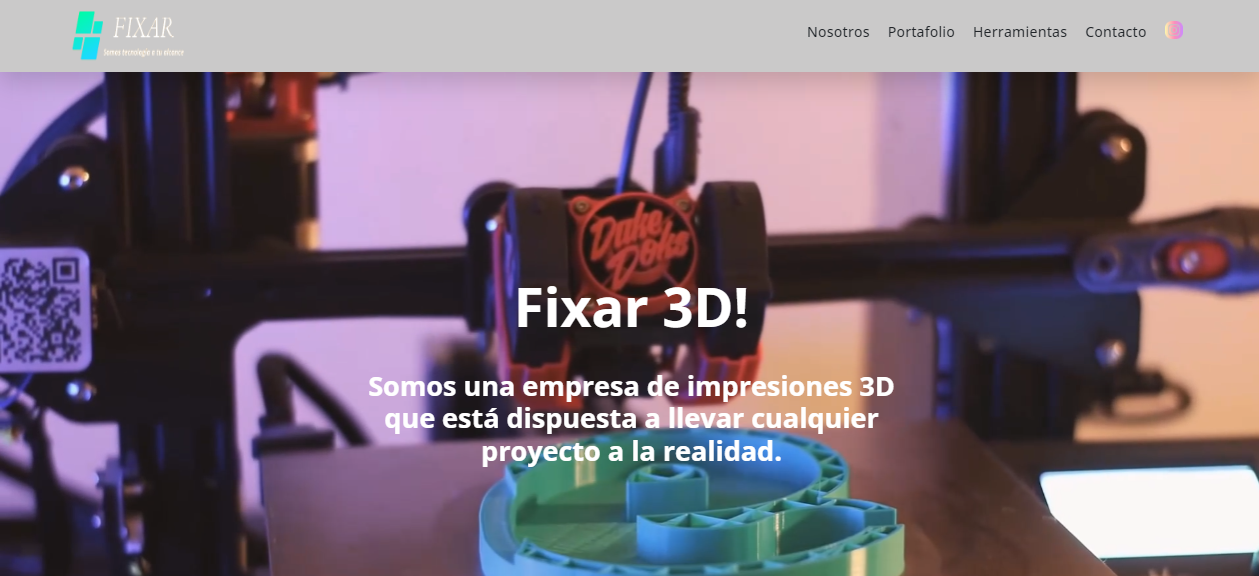 FIXAR
Somos tecnología a tu alcance
Nosotros Portafolio Herramientas Contacto
Dake
Doks
Fixar 3D!
Somos una empresa de impresiones 3D
que está dispuesta a llevar cualquier
proyecto a la realidad.